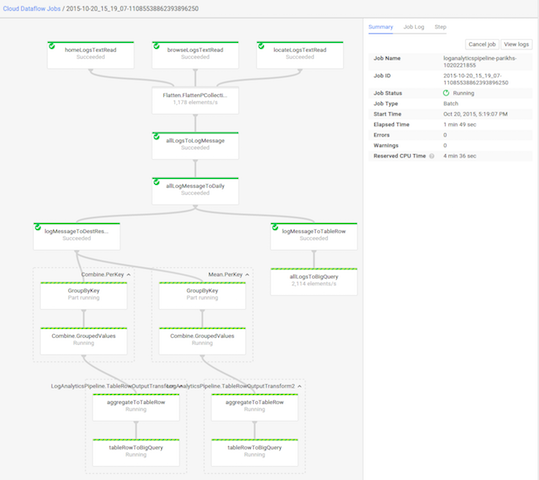 Cloud Dataflow Jobs / 2015-10-20_15_19_07-11085538862393896250
homeLogsTextRead
Succeeded
browseLogsTextRead
Succeeded
locateLogsTextRead
Succeeded
Flatten.FlattenPCollecti...
1,178 element/s
allLogsToLogMessage
Succeeded
allLogMessageToDaily
Succeeded
logMessageToDestRes...
Succeeded
logMessageToTableRow
Succeeded
Combine.PerKey
Mean.PerKey
GroupByKey
Part running
GroupByKey
Part running
allLogsToBigQuery
2,114 element/s
Combine.GroupedValues
Running
Combine.GroupedValues
Running
LogAnalyticsPipeline.TableRowOutputTransform
LogAnalyticsPipeline.TableRowOutputTransform2
aggregateToTableRow
Running
aggregateToTableRow
Running
tableRowToBigQuery
Running
tableRowToBigQuery
Running
Summary Job Log Step
Cancel job View logs
Job Name loganalyticspipeline-parikhs-
1020221855
Job ID 2015-10-20_15_19_07-
11085538862393896250
Job Status Running
Job Type Batch
Start Time Oct 20, 2015, 5:19:07 PM
Elapsed Time 1 min 49 sec
Errors 0
Warnings 0
Reserved CPU Time 4 min 36 sec